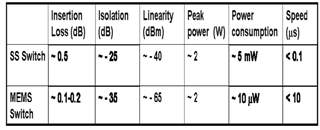 Insertion Loss (dB) Isolation (dB) Linearity (dBm) Peak power (W) Power consumption Speed (μs)
SS Switch ~ 0.5 ~ - 25 ~ - 40 ~ 2 ~ 5 mW < 0.1
MEMS Switch ~ 0.1-0.2 ~ - 35 ~ - 65 ~ 2 ~ 10 μW < 10